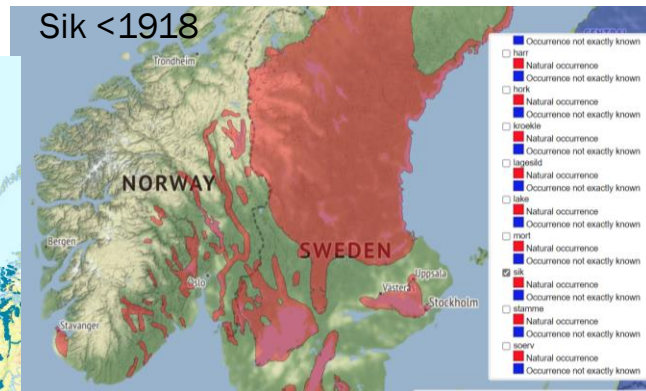 Sik <1918
Trondheim
NORWAY
Bergen
Oslo
Stavanger
SWEDEN
Uppsala
Västerås
Stockholm
Occurrence not exactly known
harr
Natural occurrence
Occurrence not exactly known
hork
Natural occurrence
Occurrence not exactly known
kroekle
Natural occurrence
Occurrence not exactly known
lagesild
Natural occurrence
Occurrence not exactly known
lake
Natural occurrence
Occurrence not exactly known
mort
Natural occurrence
Occurrence not exactly known
sik
Natural occurrence
Occurrence not exactly known
stamme
Natural occurrence
Occurrence not exactly known
soerv
Natural occurrence
Occurrence not exactly known